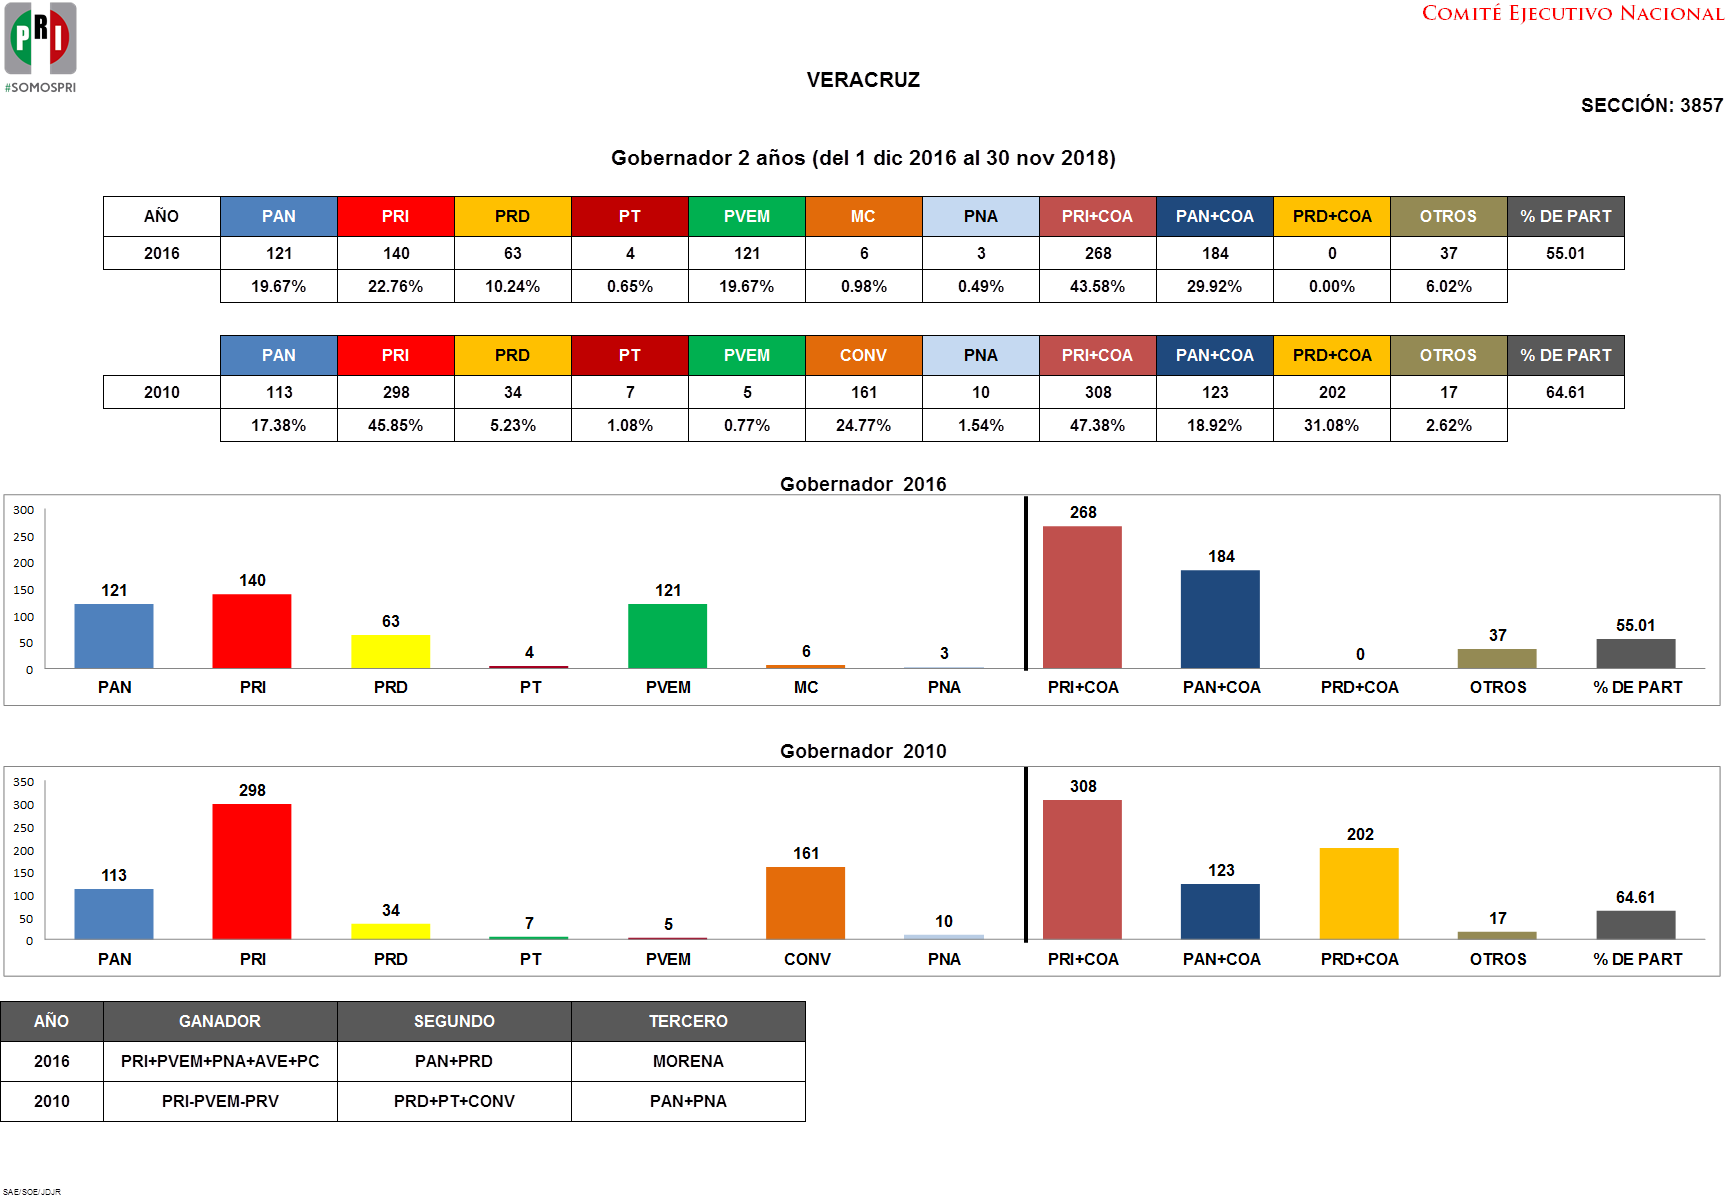 PRI
#SOMOSPRI
COMITÉ EJECUTIVO NACIONAL
VERACRUZ
SECCIÓN: 3857
Gobernador 2 años (del 1 dic 2016 al 30 nov 2018)
AÑO PAN PRI PRD PT PVEM MC PNA PRI+COA PAN+COA PRD+COA OTROS % DE PART
2016 121 140 63 4 121 6 3 268 184 0 37 55.01
19.67% 22.76% 10.24% 0.65% 19.67% 0.98% 0.49% 43.58% 29.92% 0.00% 6.02%
PAN PRI PRD PT PVEM CONV PNA PRI+COA PAN+COA PRD+COA OTROS % DE PART
2010 113 298 34 7 5 161 10 308 123 202 17 64.61
17.38% 45.85% 5.23% 1.08% 0.77% 24.77% 1.54% 47.38% 18.92% 31.08% 2.62%
Gobernador 2016
300
250
200
150
100
50
0
121 140 63 4 121 6 3 268 184 0 37 55.01
PAN PRI PRD PT PVEM MC PNA PRI+COA PAN+COA PRD+COA OTROS % DE PART
Gobernador 2010
350
300
250
200
150
100
50
0
113 298 34 7 5 161 10 308 123 202 17 64.61
PAN PRI PRD PT PVEM CONV PNA PRI+COA PAN+COA PRD+COA OTROS % DE PART
AÑO GANADOR SEGUNDO TERCERO
2016 PRI+PVEM+PNA+AVE+PC PAN+PRD MORENA
2010 PRI-PVEM-PRV PRD+PT+CONV PAN+PNA
SAE/SOE/JDJR